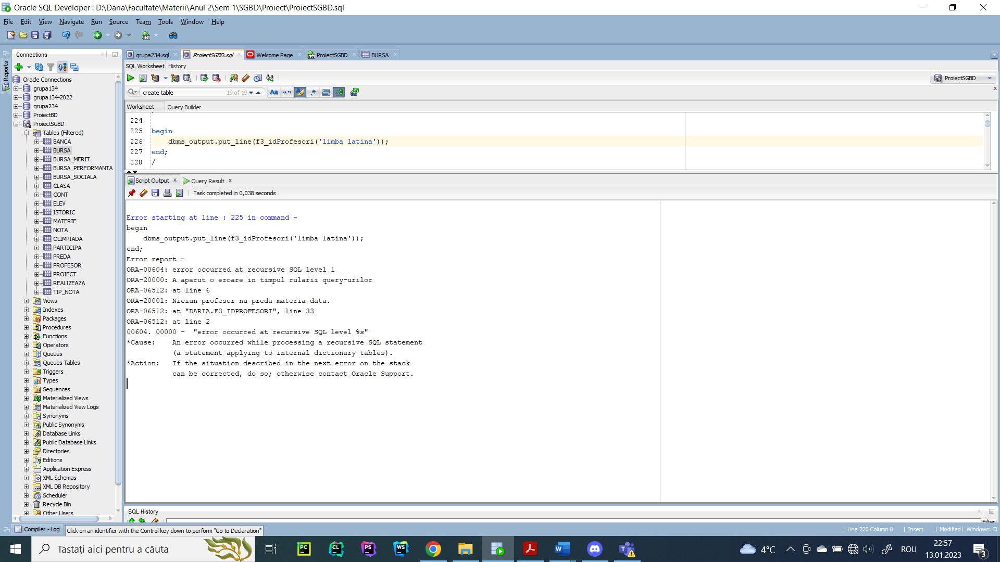 Oracle SQL Developer : D:\Daria\Facultate\Materii\Anul 2\Sem 1\SGBD\Proiect\ProiectSGBD.sql
File Edit View Navigate Run Source Team Tools Window Help
Reports
Connections
Oracle Connections
grupa134
grupa134-2022
grupa234
ProiectBD
ProiectSGBD
Tables (Filtered)
BANCA
BURSA
BURSA_MERIT
BURSA_PERFORMANTA
BURSA_SOCIALA
CLASA
CONT
ELEV
ISTORIC
MATERIE
NOTA
OLIMPIADA
PARTICIPA
PREDA
PROFESOR
PROIECT
REALIZEAZA
TIP_NOTA
Views
Indexes
Packages
Procedures
Functions
Operators
Queues
Queues Tables
Triggers
Types
Sequences
Materialized Views
Materialized View Logs
Synonyms
Public Synonyms
Database Links
Public Database Links
Directories
Editions
Application Express
XML Schemas
XML DB Repository
Scheduler
Recycle Bin
Other Users
grupa234.sql ProiectSGBD.sql Welcome Page ProiectSGBD BURSA
SQL Worksheet History
ProiectSGBD
create table 19 of 19
Worksheet Query Builder
224
225 begin
226 dbms_output.put_line(f3_idProfesori('limba latina'));
227 end;
228 /
Script Output Query Result
Task completed in 0,038 seconds
Error starting at line : 225 in command -
begin
dbms_output.put_line(f3_idProfesori('limba latina'));
end;
Error report -
ORA-00604: error occurred at recursive SQL level 1
ORA-20000: A aparut o eroare in timpul rularii query-urilor
ORA-06512: at line 6
ORA-20001: Niciun profesor nu preda materia data.
ORA-06512: at "DARIA.F3_IDPROFESORI", line 33
ORA-06512: at line 2
00604. 00000 - "error occurred at recursive SQL level %s"
*Cause: An error occurred while processing a recursive SQL statement
(a statement applying to internal dictionary tables).
*Action: If the situation described in the next error on the stack
can be corrected, do so; otherwise contact Oracle Support.
SQL History
Filter
Compiler - Log Click on an identifier with the Control key down to perform "Go to Declaration"
Line 226 Column 8 Insert Modified Windows:
Tastați aici pentru a căuta
PC CL PS WS
4°C ROU
22:57
13.01.2023
3